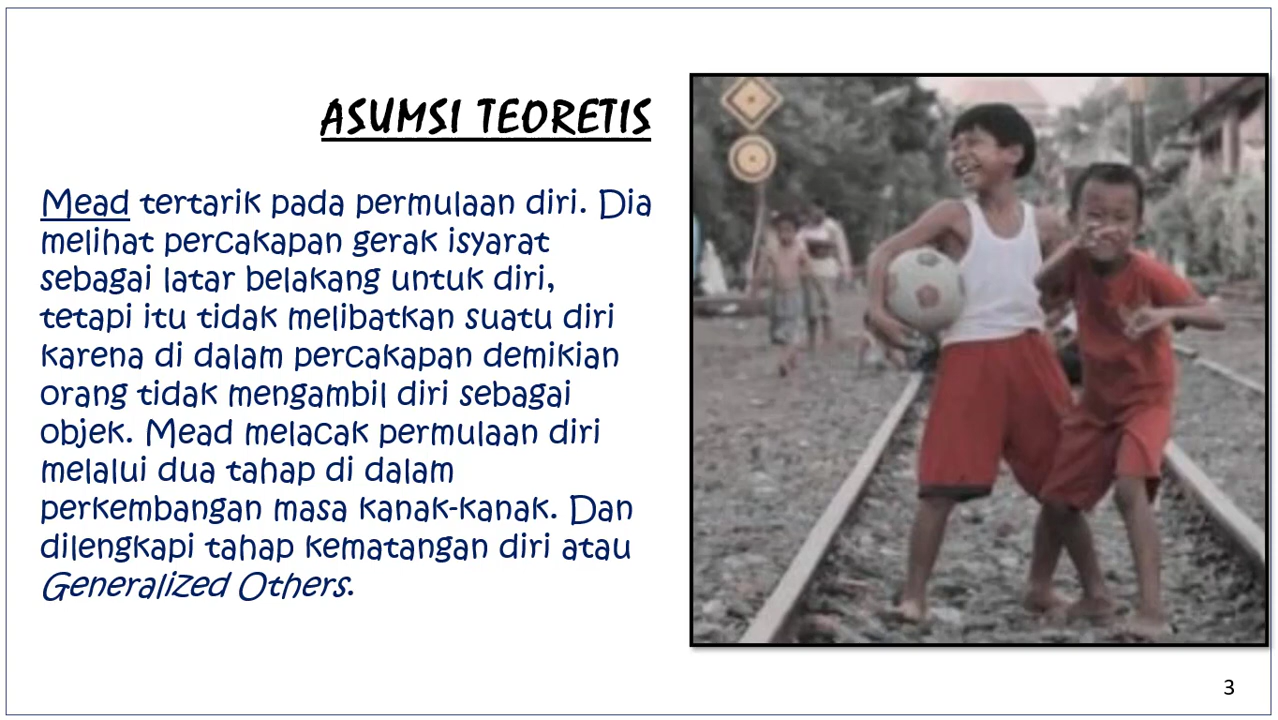 ASUMSI TEORETIS
Mead tertarik pada permulaan diri. Dia
melihat percakapan gerak isyarat
sebagai latar belakang untuk diri,
tetapi itu tidak melibatkan suatu diri
karena di dalam percakapan demikian
orang tidak mengambil diri sebagai
objek. Mead melacak permulaan diri
melalui dua tahap di dalam
perkembangan masa kanak-kanak. Dan
dilengkapi tahap kematangan diri atau
Generalized Others.
3